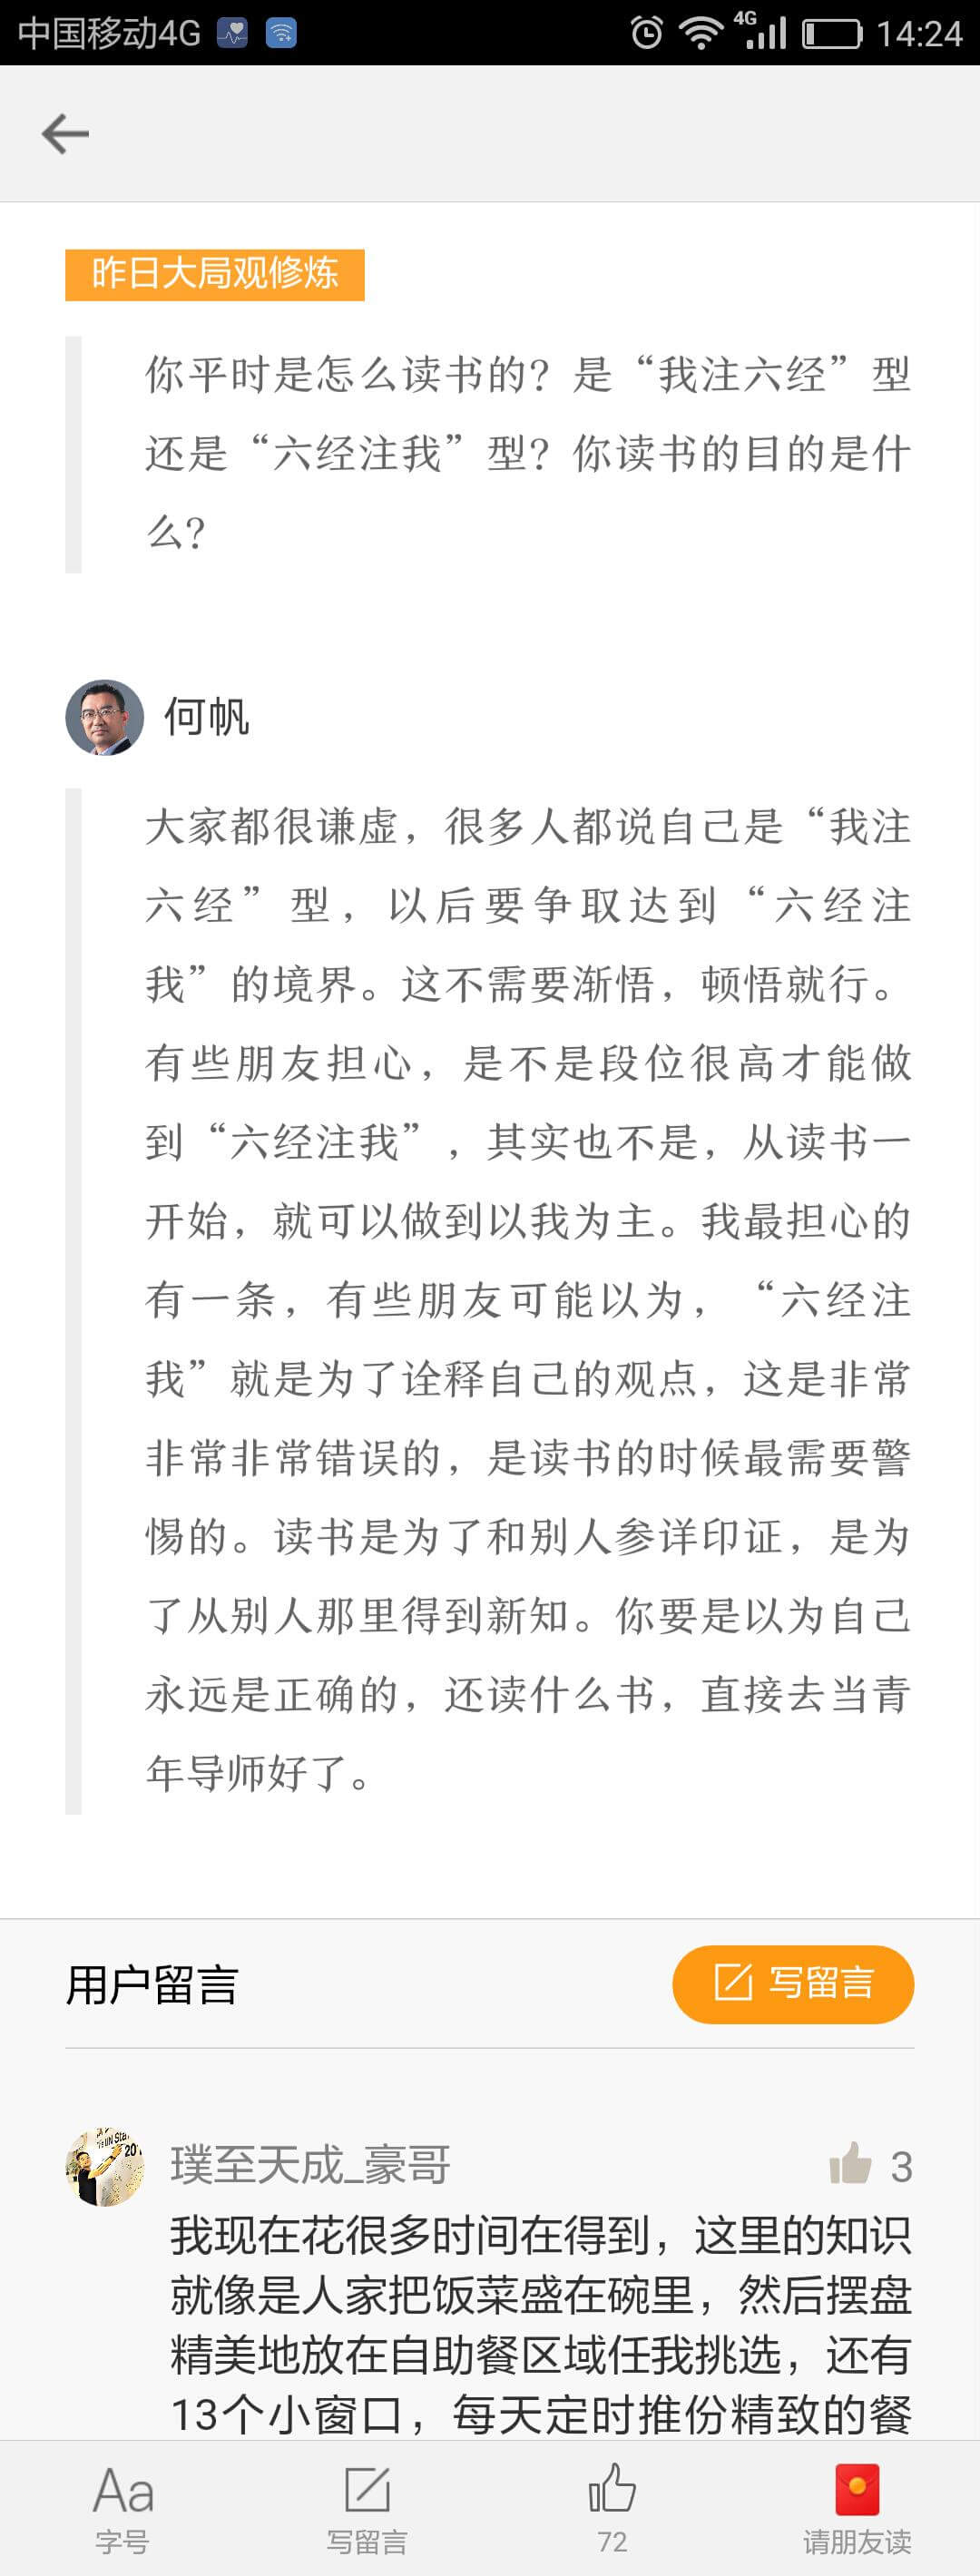 中国移动4G 4G 14:24
昨日大局观修炼
你平时是怎么读书的？是“我注六经”型
还是“六经注我”型？你读书的目的是什
么？
何帆
大家都很谦虚，很多人都说自己是“我注
六经”型，以后要争取达到“六经注
我”的境界。这不需要渐悟，顿悟就行。
有些朋友担心，是不是段位很高才能做
到“六经注我”，其实也不是，从读书一
开始，就可以做到以我为主。我最担心的
有一条，有些朋友可能以为，“六经注
我”就是为了诠释自己的观点，这是非常
非常非常错误的，是读书的时候最需要警
惕的。读书是为了和别人参详印证，是为
了从别人那里得到新知。你要是以为自己
永远是正确的，还读什么书，直接去当青
年导师好了。
用户留言 写留言
璞至天成_豪哥 3
我现在花很多时间在得到，这里的知识
就像是人家把饭菜盛在碗里，然后摆盘
精美地放在自助餐区域任我挑选，还有
13个小窗口，每天定时推份精致的餐
Aa
字号 写留言 72 请朋友读